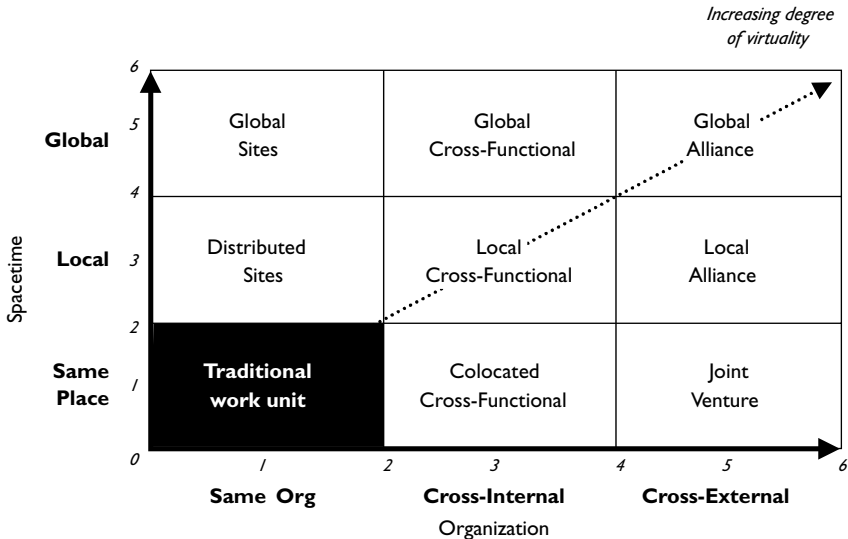 Increasing degree
of virtuality
6
5
Global
Global
Sites
Global
Cross-Functional
Global
Alliance
4
Spacetime
Local
3
Distributed
Sites
Local
Cross-Functional
Local
Alliance
2
Same
Place
1
Traditional
work unit
Colocated
Cross-Functional
Joint
Venture
0
1
2
3
4
5
6
Same Org
Cross-Internal
Cross-External
Organization